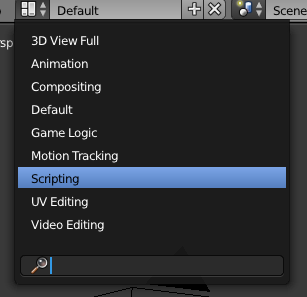 Default
Scene
sp
3D View Full
Animation
Compositing
Default
Game Logic
Motion Tracking
Scripting
UV Editing
Video Editing